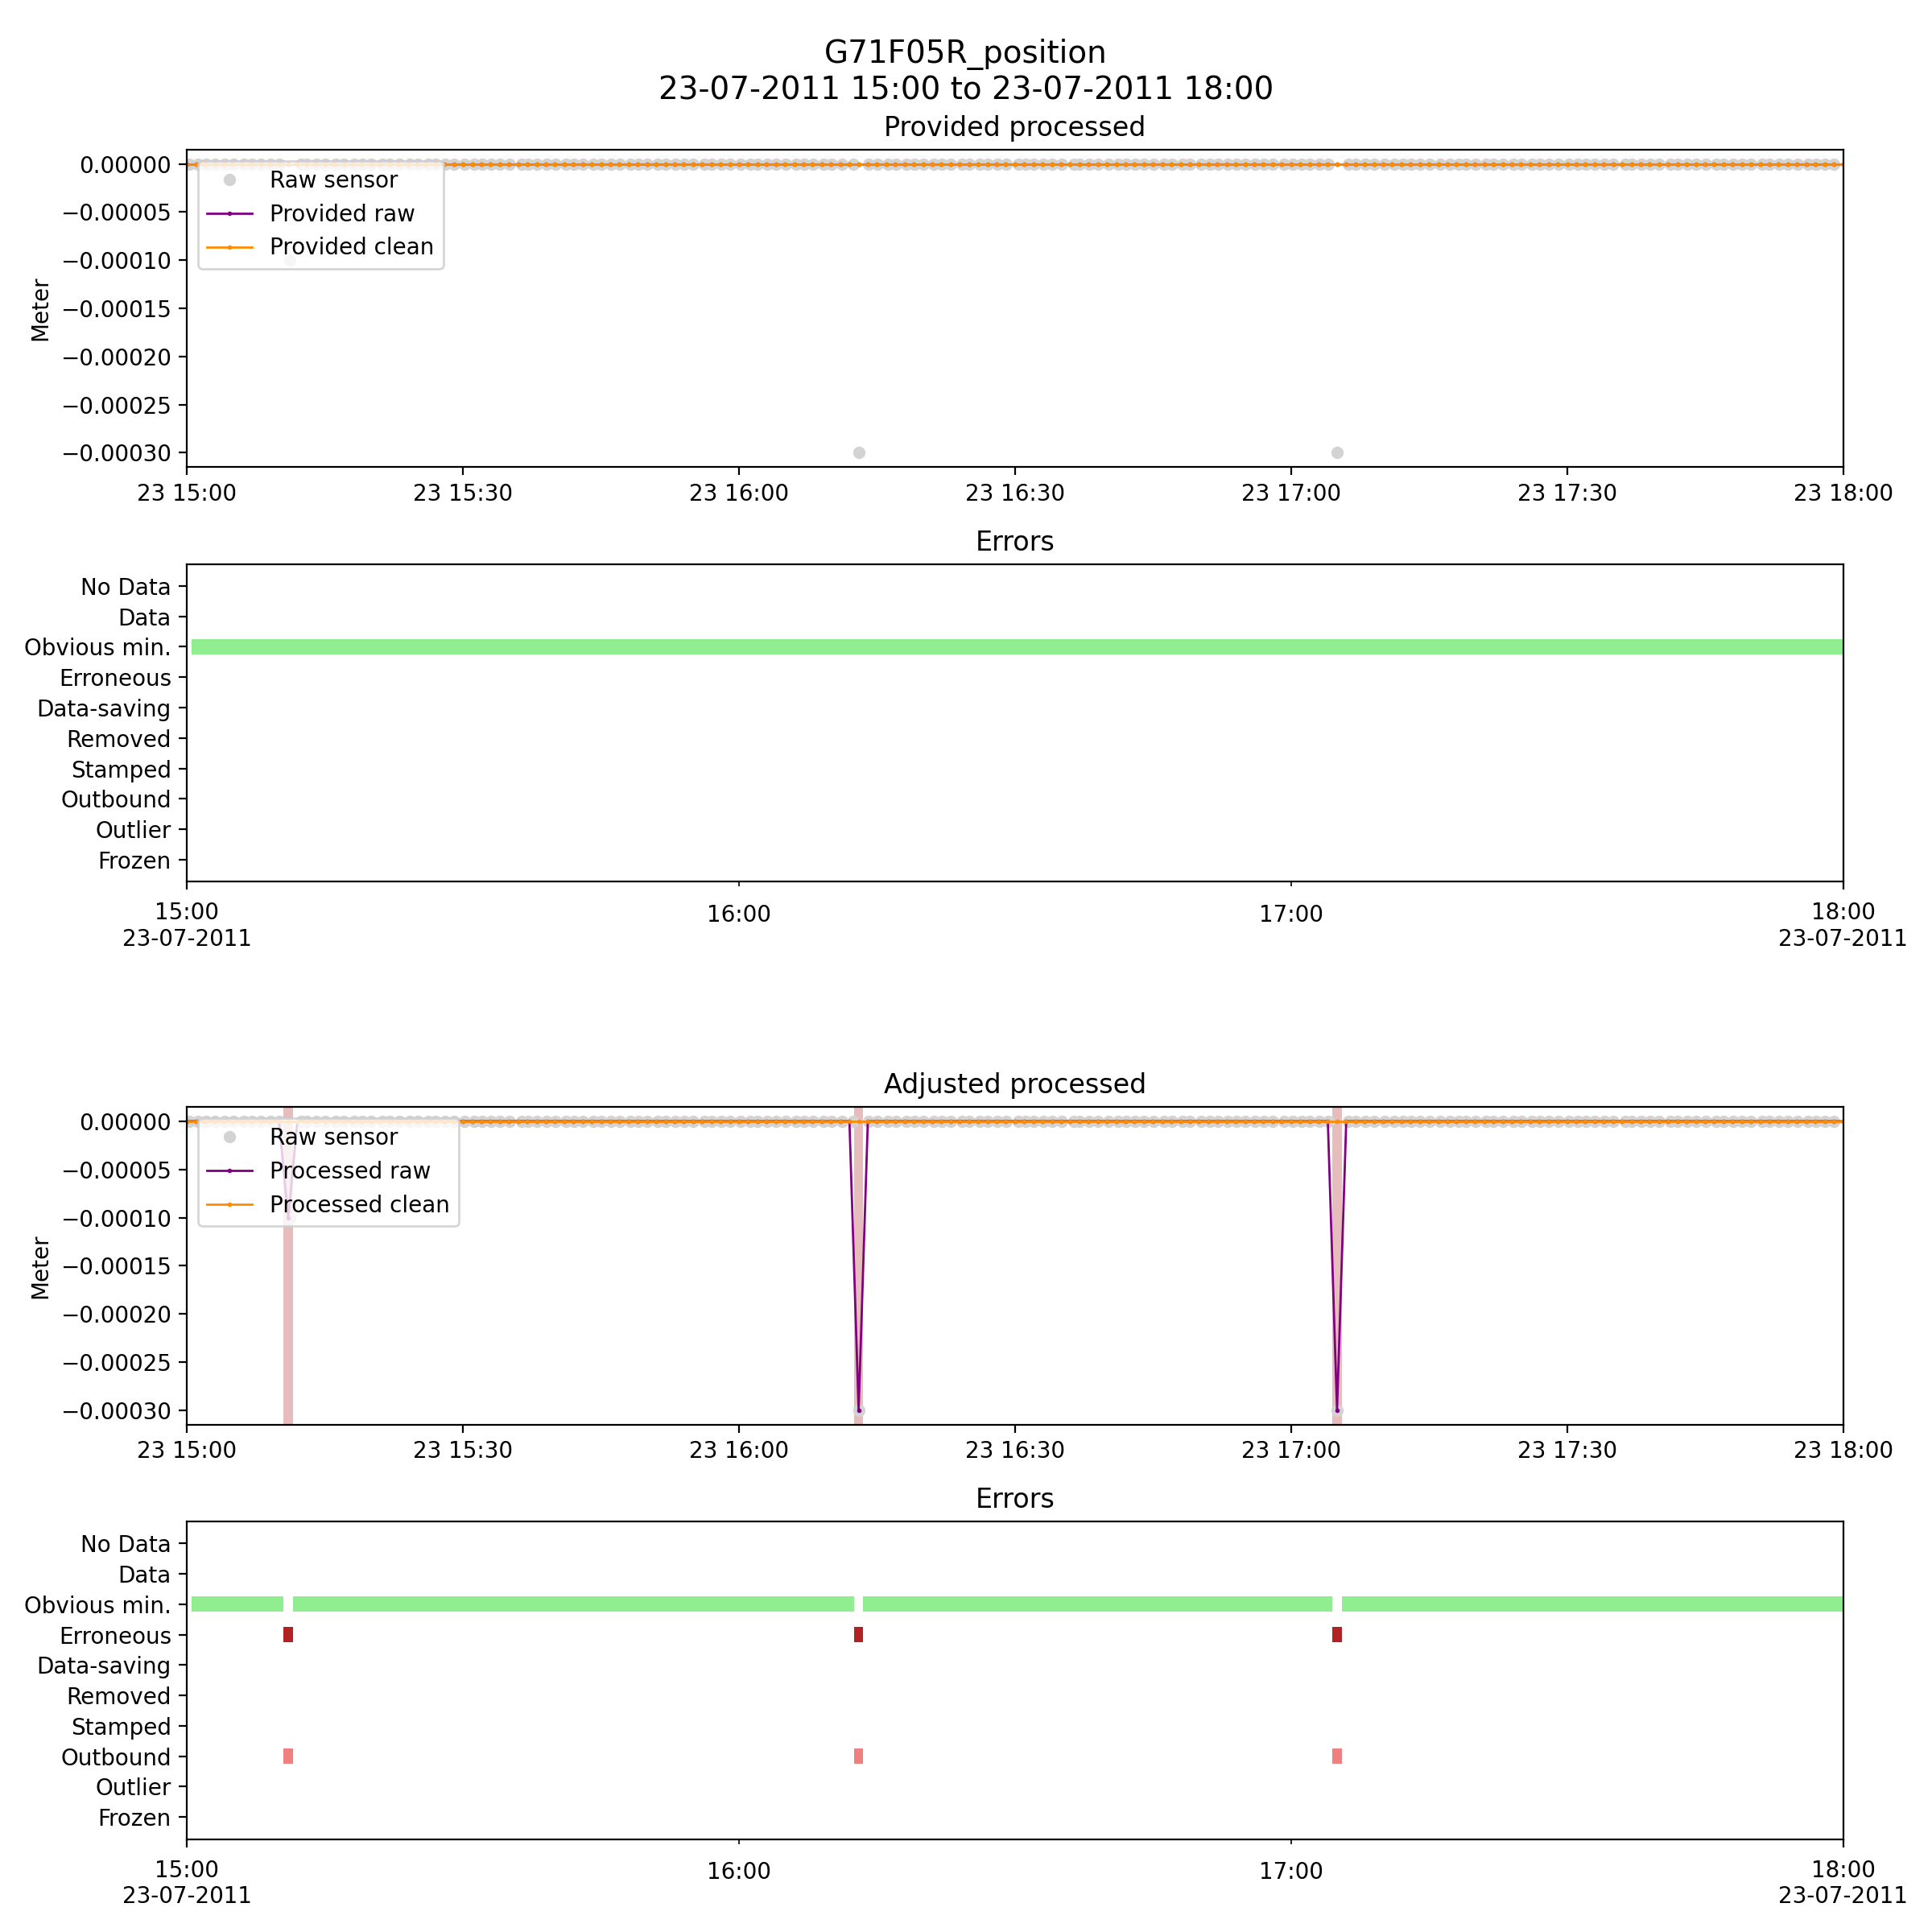 G71F05R_position
23-07-2011 15:00 to 23-07-2011 18:00
Provided processed
Meter
0.00000
−0.00005
−0.00010
−0.00015
−0.00020
−0.00025
−0.00030
Raw sensor
Provided raw
Provided clean
23 15:00 23 15:30 23 16:00 23 16:30 23 17:00 23 17:30 23 18:00
Errors
No Data
Data
Obvious min.
Erroneous
Data-saving
Removed
Stamped
Outbound
Outlier
Frozen
15:00 16:00 17:00 18:00
23-07-2011 23-07-2011
Adjusted processed
Meter
0.00000
−0.00005
−0.00010
−0.00015
−0.00020
−0.00025
−0.00030
Raw sensor
Processed raw
Processed clean
23 15:00 23 15:30 23 16:00 23 16:30 23 17:00 23 17:30 23 18:00
Errors
No Data
Data
Obvious min.
Erroneous
Data-saving
Removed
Stamped
Outbound
Outlier
Frozen
15:00 16:00 17:00 18:00
23-07-2011 23-07-2011